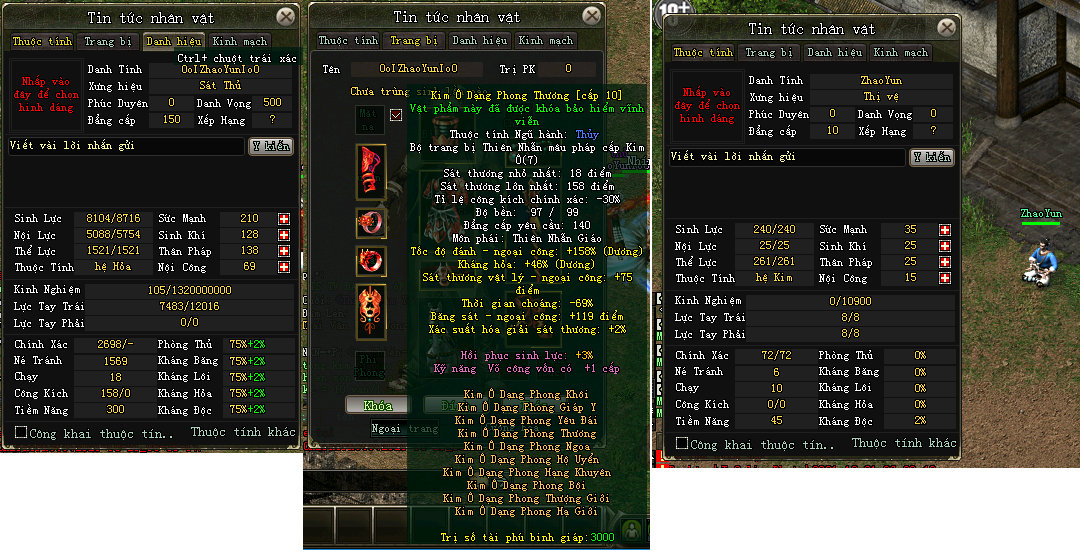 Tin tức nhân vật
Thuộc tính Trang bị Danh hiệu Kinh mạch
Ctrl+ chuột trái xác
Nhấp vào đây để chọn hình dáng
Danh Tính OoIZhaoYunIoO
Xưng hiệu Sát Thủ
Phúc Duyên 0 Danh Vọng 500
Đẳng cấp 150 Xếp Hạng ?
Viết vài lời nhắn gửi Ý kiến
Sinh Lực 8104/8716 Sức Mạnh 210
Nội Lực 5088/5754 Sinh Khí 128
Thể Lực 1521/1521 Thân Pháp 138
Thuộc Tính hệ Hỏa Nội Công 69
Kinh Nghiệm 105/1320000000
Lực Tay Trái 7483/12016
Lực Tay Phải 0/0
Chính Xác 2698/- Phòng Thủ 75%+2%
Né Tránh 1569 Kháng Băng 75%+2%
Chạy 18 Kháng Lôi 75%+2%
Công Kích 158/0 Kháng Hỏa 75%+2%
Tiềm Năng 300 Kháng Độc 75%+2%
Công khai thuộc tín.. Thuộc tính khác
Tin tức nhân vật
Thuộc tính Trang bị Danh hiệu Kinh mạch
Tên OoIZhaoYunIoO Trị PK 0
Chưa trùng
Mặt nạ
Phi Phong
Khóa
Ngoại trang
Kim Ô Dạng Phong Thương [cấp 10]
Vật phẩm này đã được khóa bảo hiểm vĩnh viễn
Thuộc tính Ngũ hành: Thủy
Bộ trang bị Thiên Nhẫn máu pháp cấp Kim Ô(7)
Sát thương nhỏ nhất: 18 điểm
Sát thương lớn nhất: 158 điểm
Tỉ lệ công kích chính xác: -30%
Độ bền: 97 / 99
Đẳng cấp yêu cầu: 140
Môn phái: Thiên Nhẫn Giáo
Tốc độ đánh - ngoại công: +158% (Dương)
Kháng hỏa: +46% (Dương)
Sát thương vật lý - ngoại công: +75 điểm
Thời gian choáng: -69%
Băng sát - ngoại công: +119 điểm
Xác suất hóa giải sát thương: +2%
Hồi phục sinh lực: +3%
Kỹ năng Võ công vốn có +1 cấp
Kim Ô Dạng Phong Khôi
Kim Ô Dạng Phong Giáp Y
Kim Ô Dạng Phong Yêu Đái
Kim Ô Dạng Phong Thương
Kim Ô Dạng Phong Ngoa
Kim Ô Dạng Phong Hộ Uyển
Kim Ô Dạng Phong Hạng Khuyên
Kim Ô Dạng Phong Bội
Kim Ô Dạng Phong Thượng Giới
Kim Ô Dạng Phong Hạ Giới
Trị số tài phú binh giáp:3000
10+
Tin tức nhân vật
Thuộc tính Trang bị Danh hiệu Kinh mạch
Nhấp vào đây để chọn hình dáng
Danh Tính ZhaoYun
Xưng hiệu Thị vệ
Phúc Duyên 0 Danh Vọng 0
Đẳng cấp 10 Xếp Hạng ?
Viết vài lời nhắn gửi Ý kiến
Sinh Lực 240/240 Sức Mạnh 35
Nội Lực 25/25 Sinh Khí 25
Thể Lực 261/261 Thân Pháp 25
Thuộc Tính hệ Kim Nội Công 15
Kinh Nghiệm 0/10900
Lực Tay Trái 8/8
Lực Tay Phải 8/8
Chính Xác 72/72 Phòng Thủ 0%
Né Tránh 6 Kháng Băng 0%
Chạy 10 Kháng Lôi 0%
Công Kích 0/0 Kháng Hỏa 0%
Tiềm Năng 45 Kháng Độc 2%
Công khai thuộc tín.. Thuộc tính khác
ZhaoYun